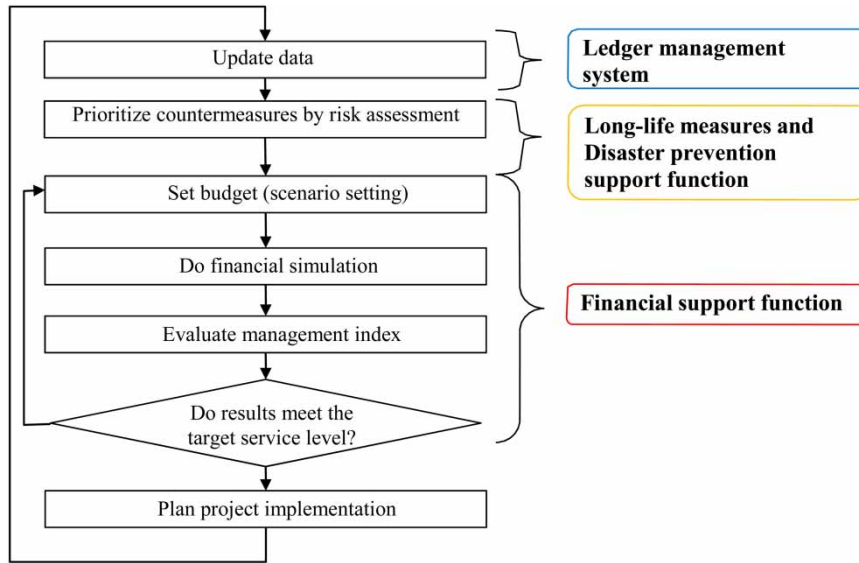 Update data
Ledger management
system
Prioritize countermeasures by risk assessment
Long-life measures and
Disaster prevention
support function
Set budget (scenario setting)
Do financial simulation
Financial support function
Evaluate management index
Do results meet the
target service level?
Plan project implementation